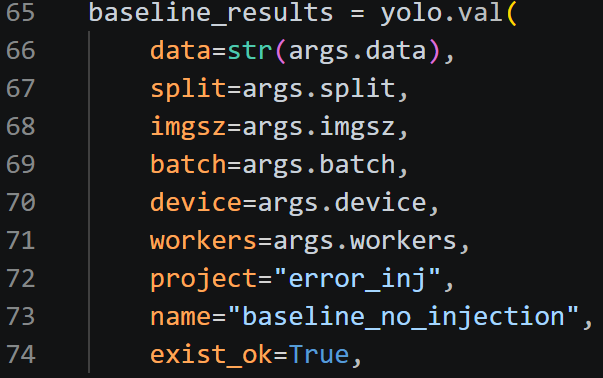 65 baseline_results = yolo.val(
66 data=str(args.data),
67 split=args.split,
68 imgsz=args.imgsz,
69 batch=args.batch,
70 device=args.device,
71 workers=args.workers,
72 project="error_inj",
73 name="baseline_no_injection",
74 exist_ok=True,